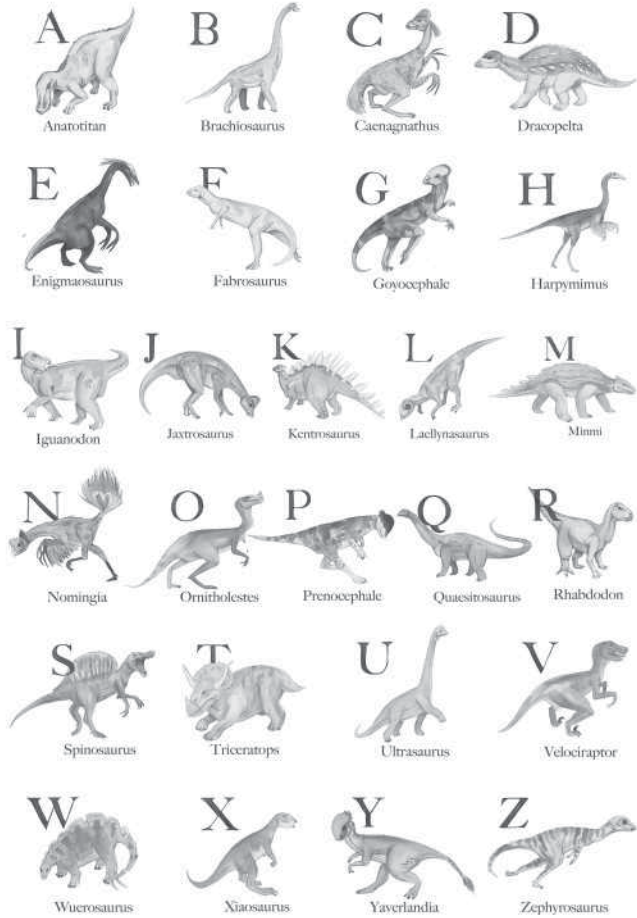 A B C D
Anatotitan Brachiosaurus Caenagnathus Dracopelta
E F G H
Enigmaosaurus Fabrosaurus Goyocephale Harpymimus
I J K L M
Iguanodon Jaxtrosaurus Kentrosaurus Laellynasaurus Minmi
N O P Q R
Nomingia Ornitholestes Prenocephale Quaesitosaurus Rhabdodon
S T U V
Spinosaurus Triceratops Ultrasaurus Velociraptor
W X Y Z
Wuerosaurus Xiaosaurus Yaverlandia Zephyrosaurus